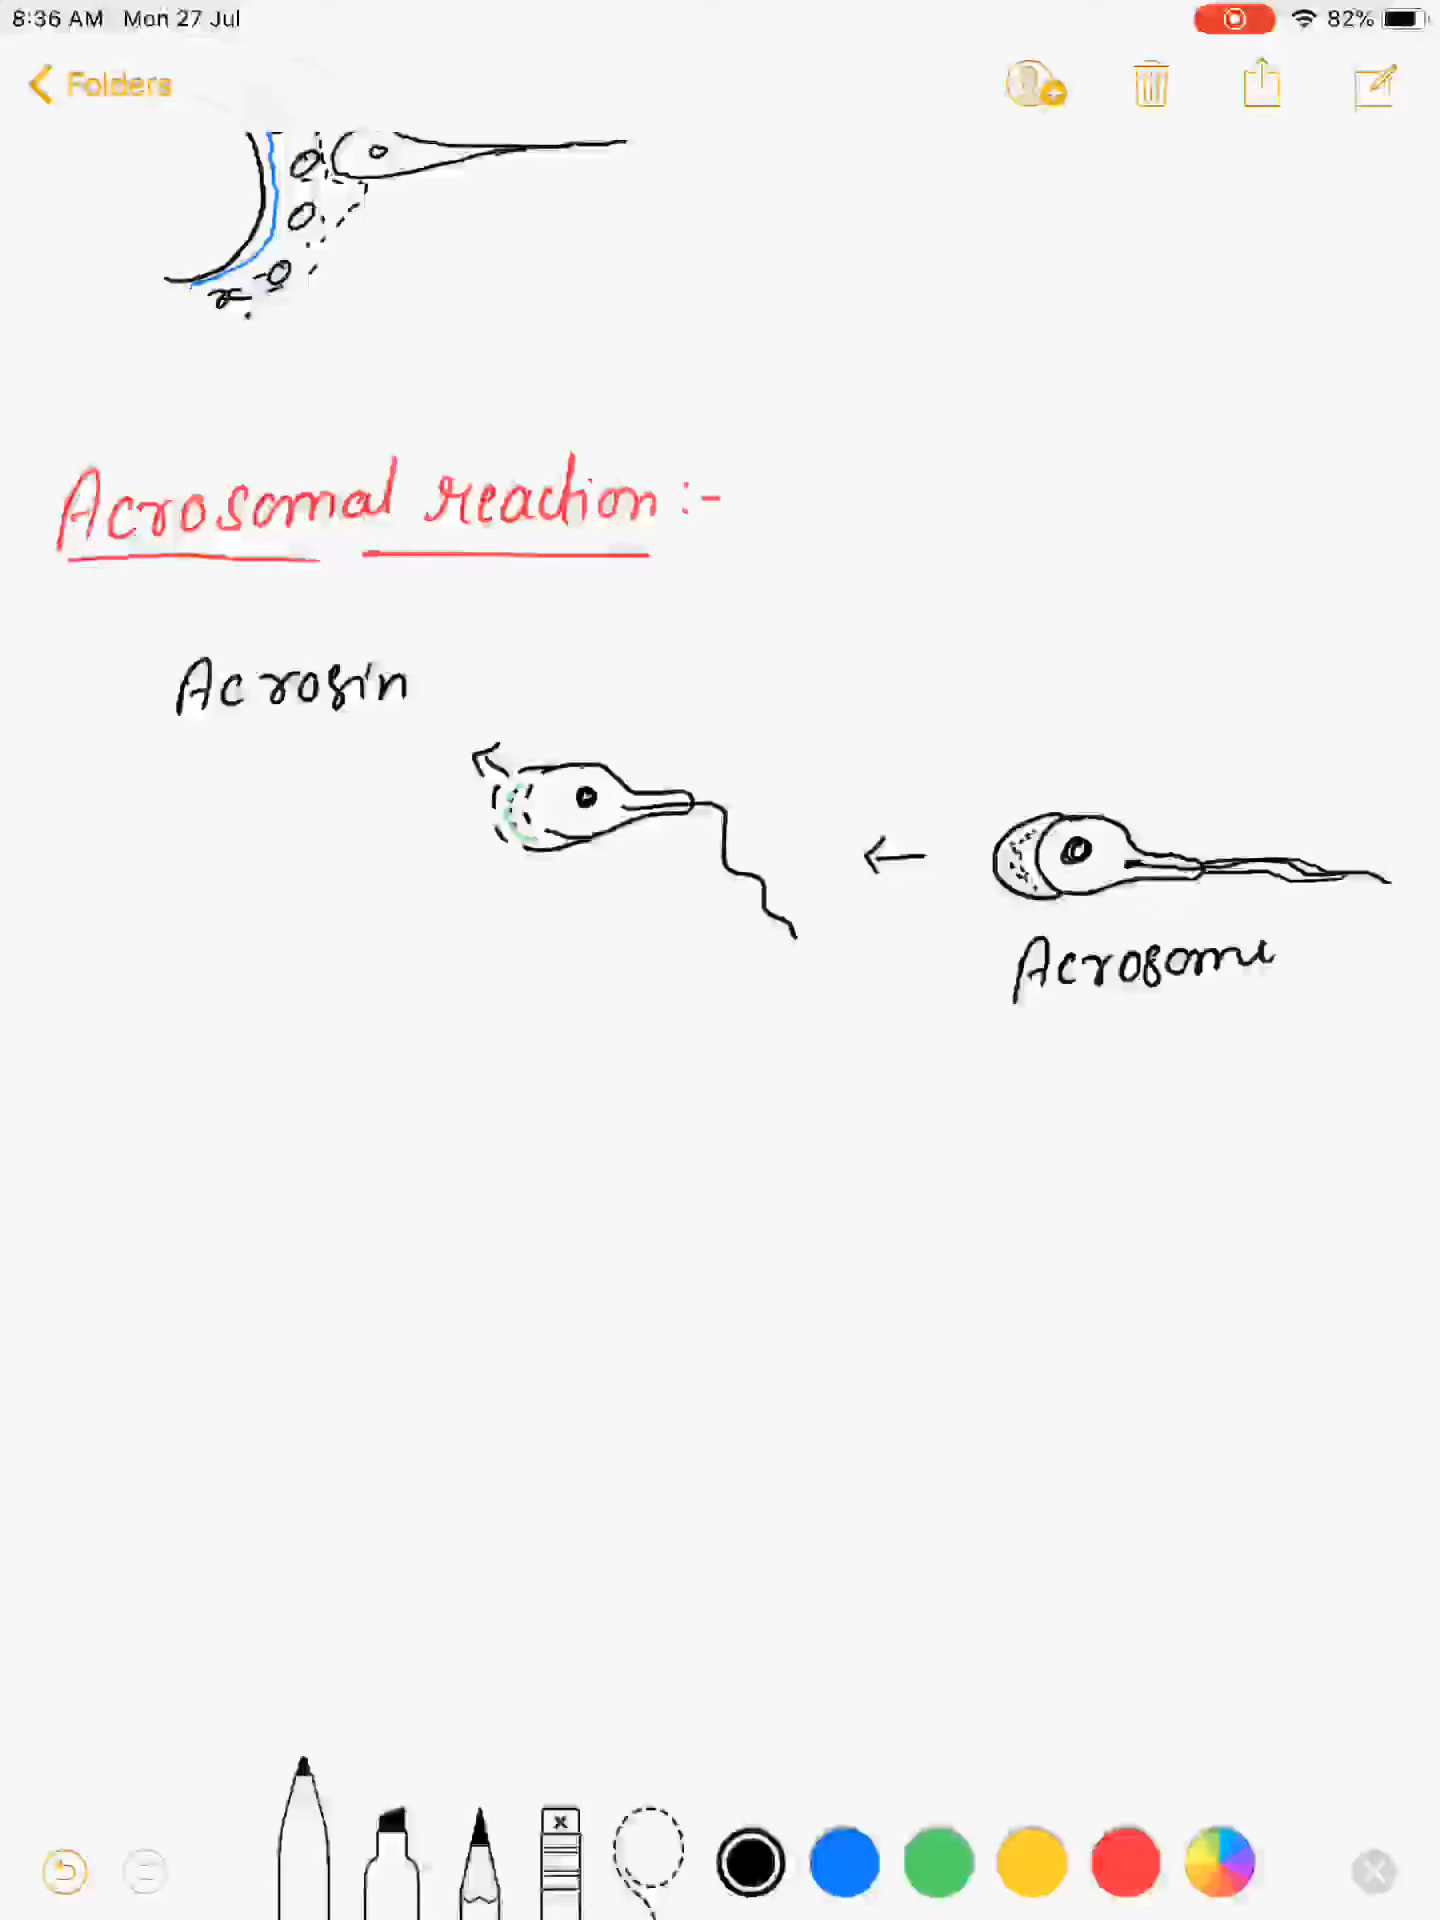 8:36 AM Mon 27 Jul
82%
Folders
Acrosomal reaction :-
Acrosin
Acrosome